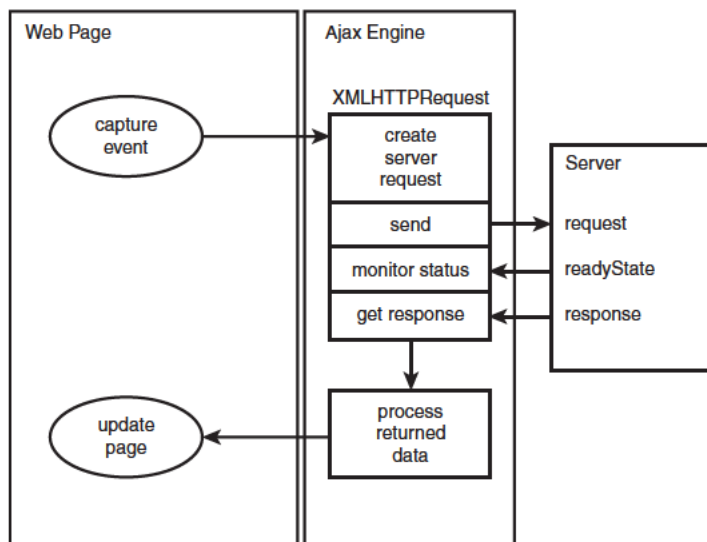 Web Page
Ajax Engine
XMLHTTPRequest
capture
event
create
server
request
Server
send
request
monitor status
readyState
get response
response
process
returned
data
update
page